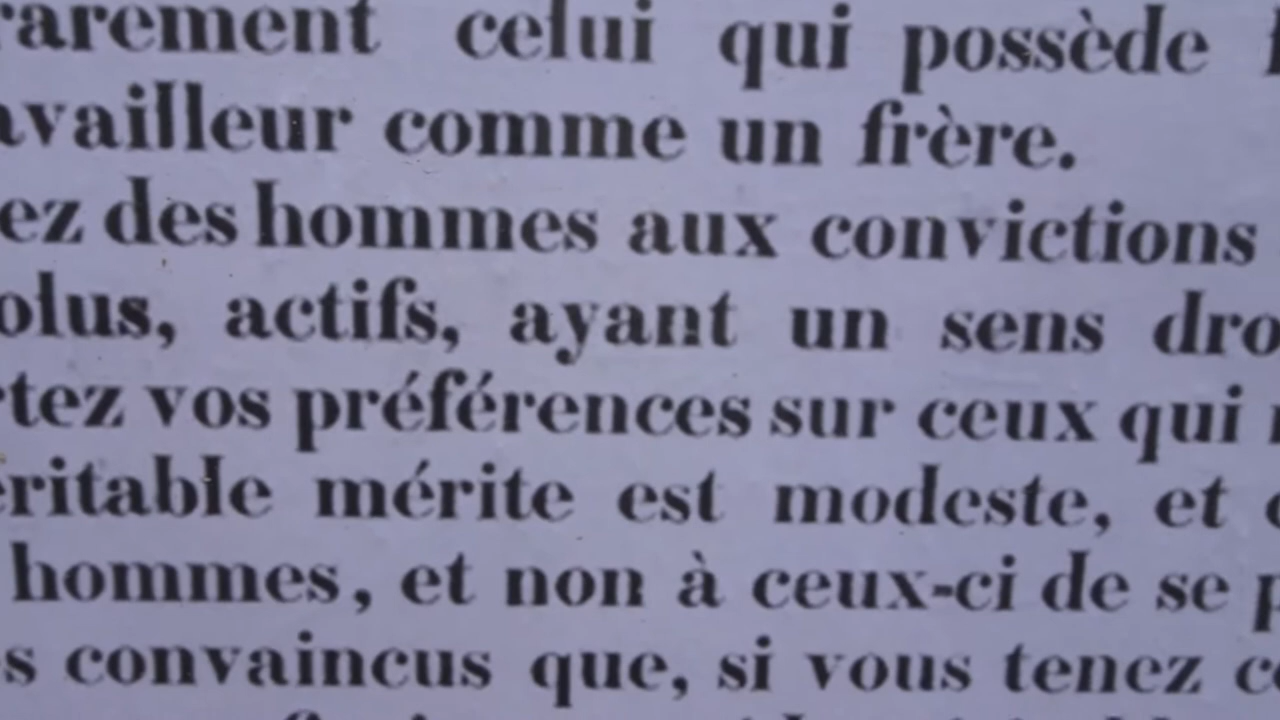 rarement celui qui possède
availleur comme un frère.
ez des hommes aux convictions
olus, actifs, ayant un sens dro
rtez vos préférences sur ceux qui
éritable mérite est modeste, et
hommes, et non à ceux-ci de se p
s convaincus que, si vous tenez c